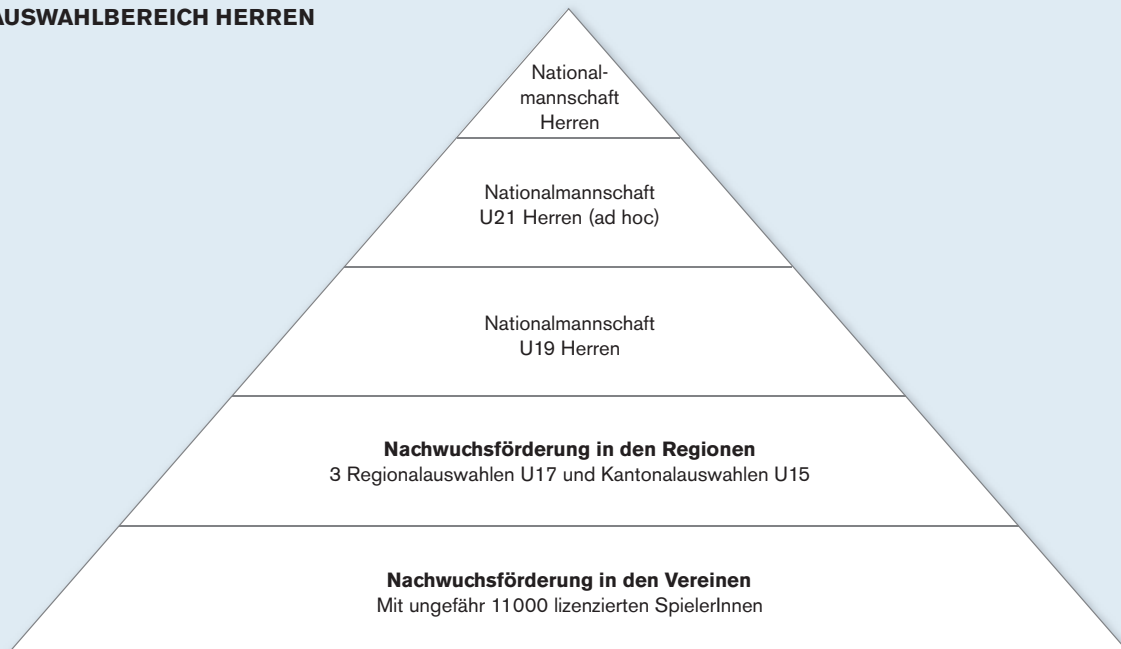 AUSWAHLBEREICH HERREN
National-
mannschaft
Herren
Nationalmannschaft
U21 Herren (ad hoc)
Nationalmannschaft
U19 Herren
Nachwuchsförderung in den Regionen
3 Regionalauswahlen U17 und Kantonalauswahlen U15
Nachwuchsförderung in den Vereinen
Mit ungefähr 11000 lizenzierten SpielerInnen